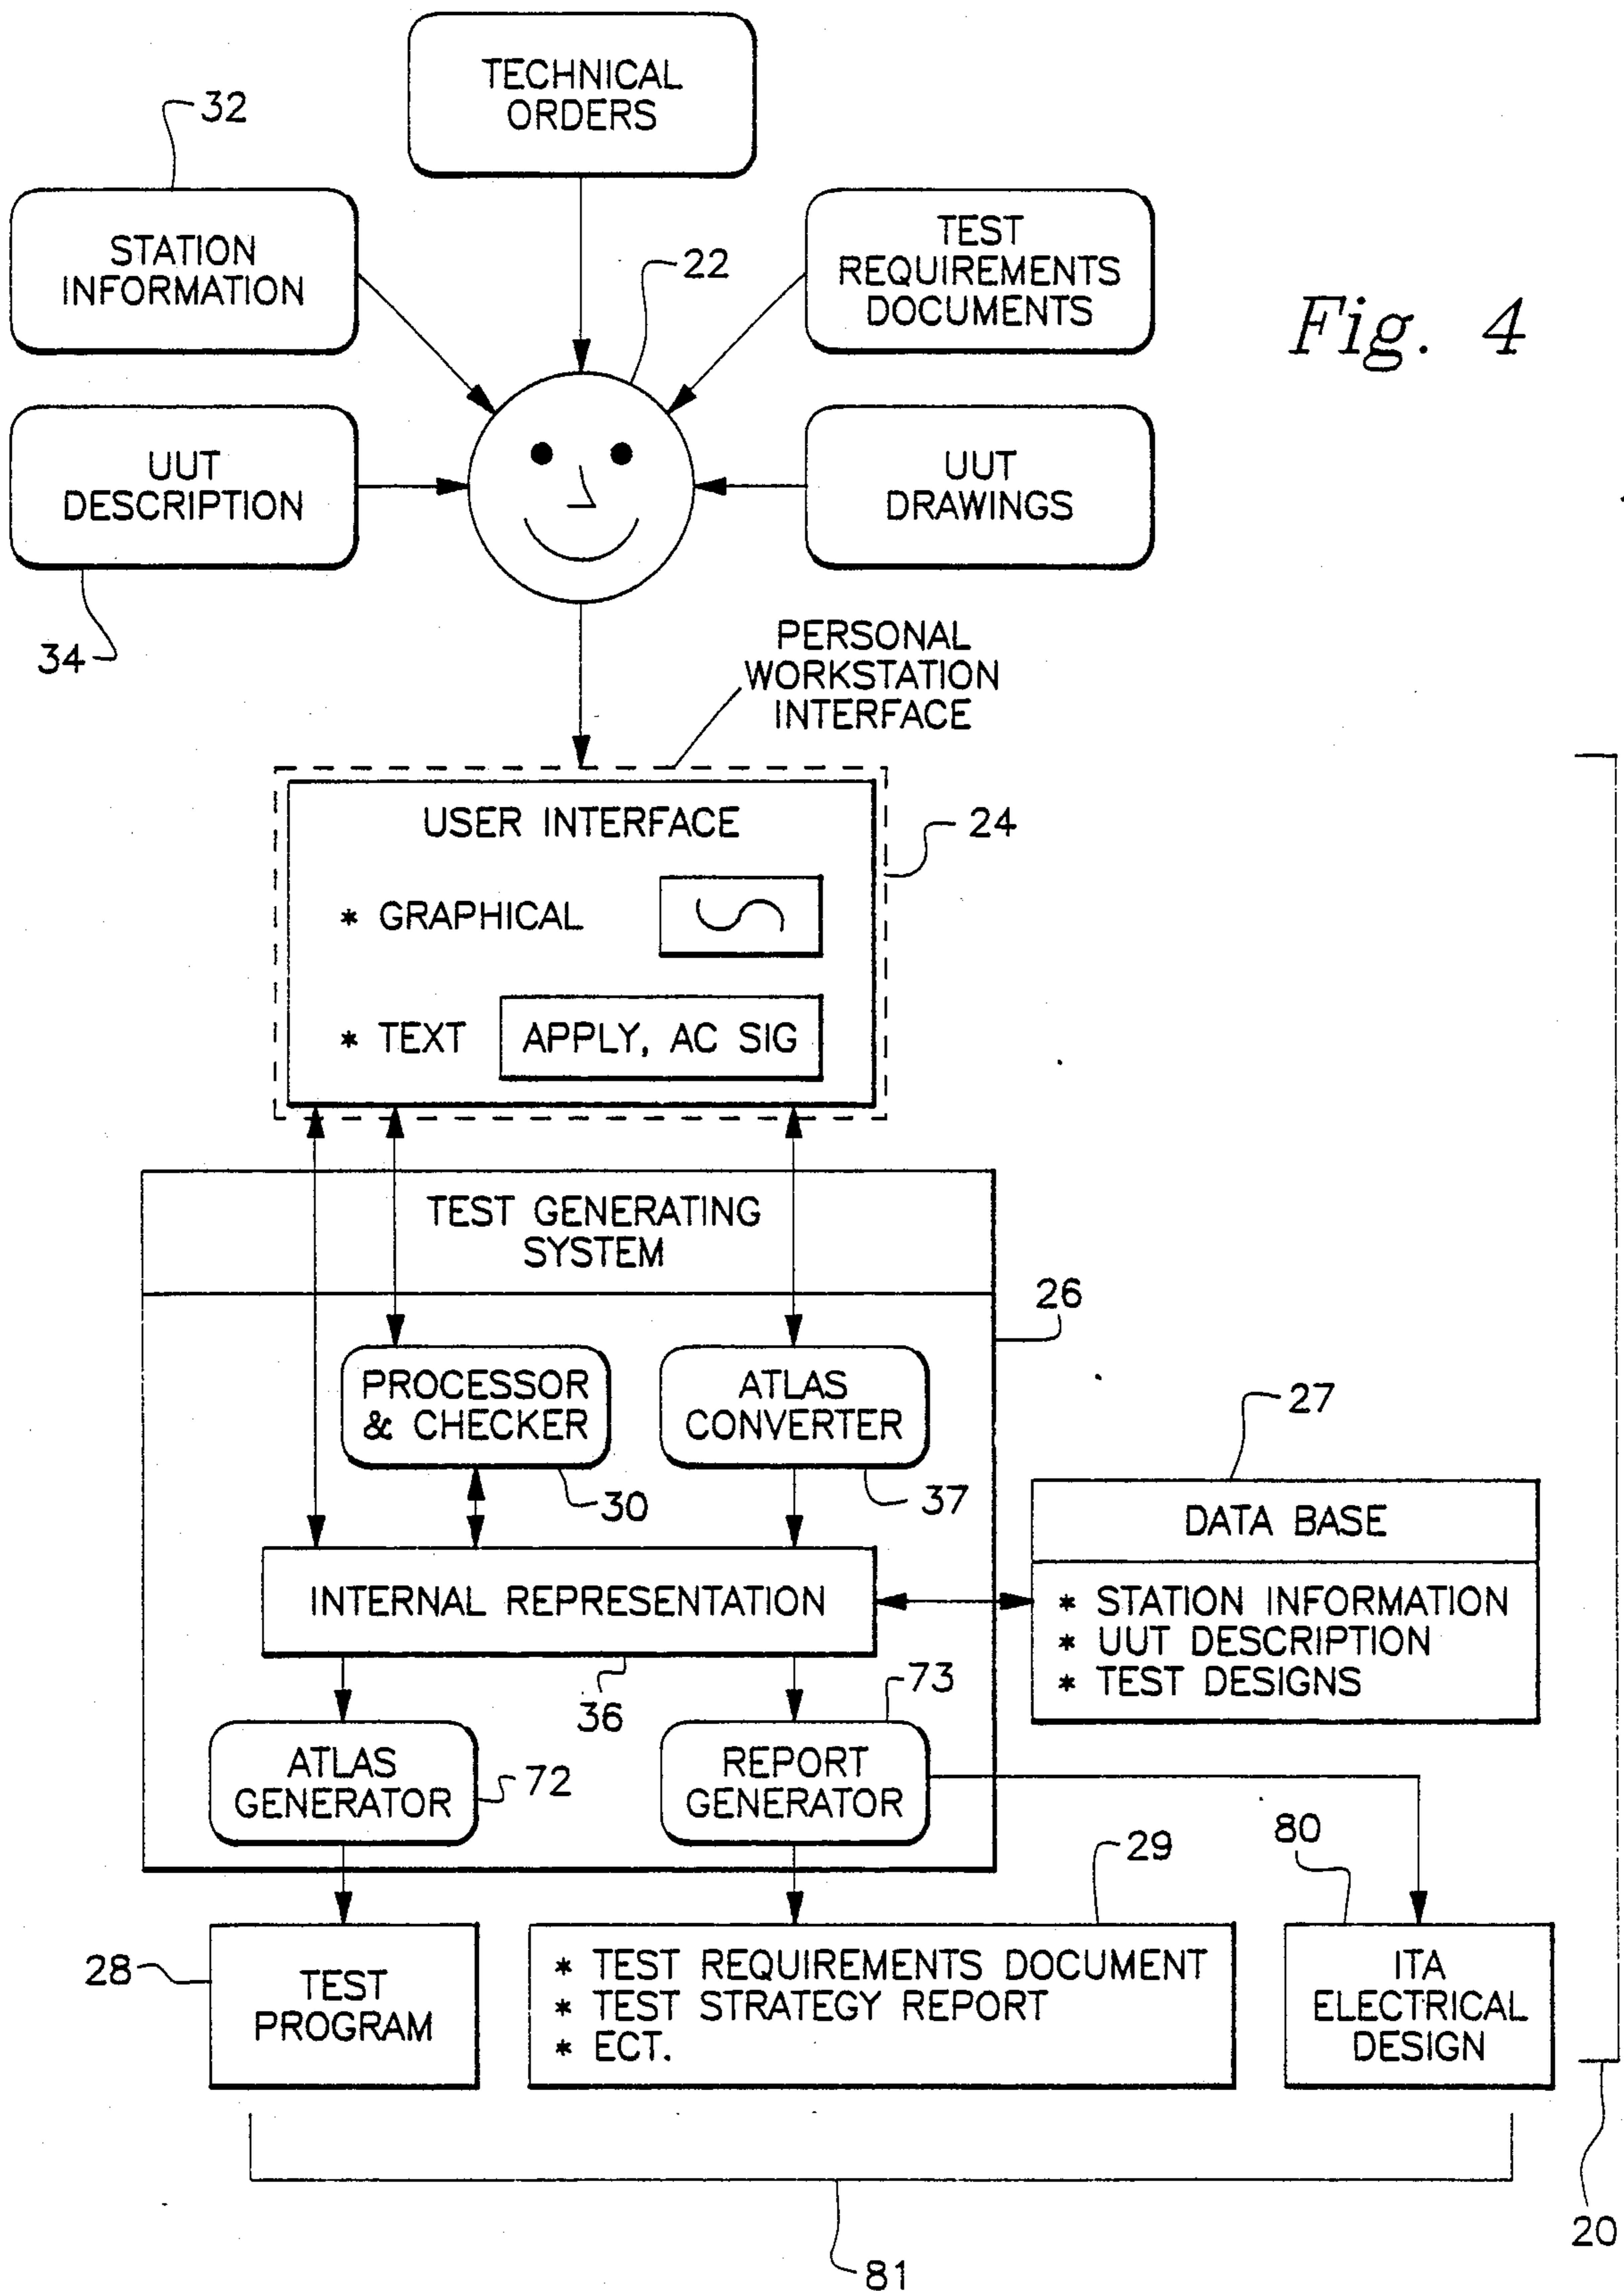 TECHNICAL
ORDERS
32
STATION
INFORMATION
22
TEST
REQUIREMENTS
DOCUMENTS
Fig. 4
UUT
DESCRIPTION
34
UUT
DRAWINGS
PERSONAL
WORKSTATION
INTERFACE
USER INTERFACE
24
* GRAPHICAL
* TEXT
APPLY, AC SIG
TEST GENERATING
SYSTEM
26
PROCESSOR
& CHECKER
30
ATLAS
CONVERTER
37
27
DATA BASE
* STATION INFORMATION
* UUT DESCRIPTION
* TEST DESIGNS
INTERNAL REPRESENTATION
36
73
ATLAS
GENERATOR
72
REPORT
GENERATOR
29
80
28
TEST
PROGRAM
* TEST REQUIREMENTS DOCUMENT
* TEST STRATEGY REPORT
* ECT.
ITA
ELECTRICAL
DESIGN
20
81